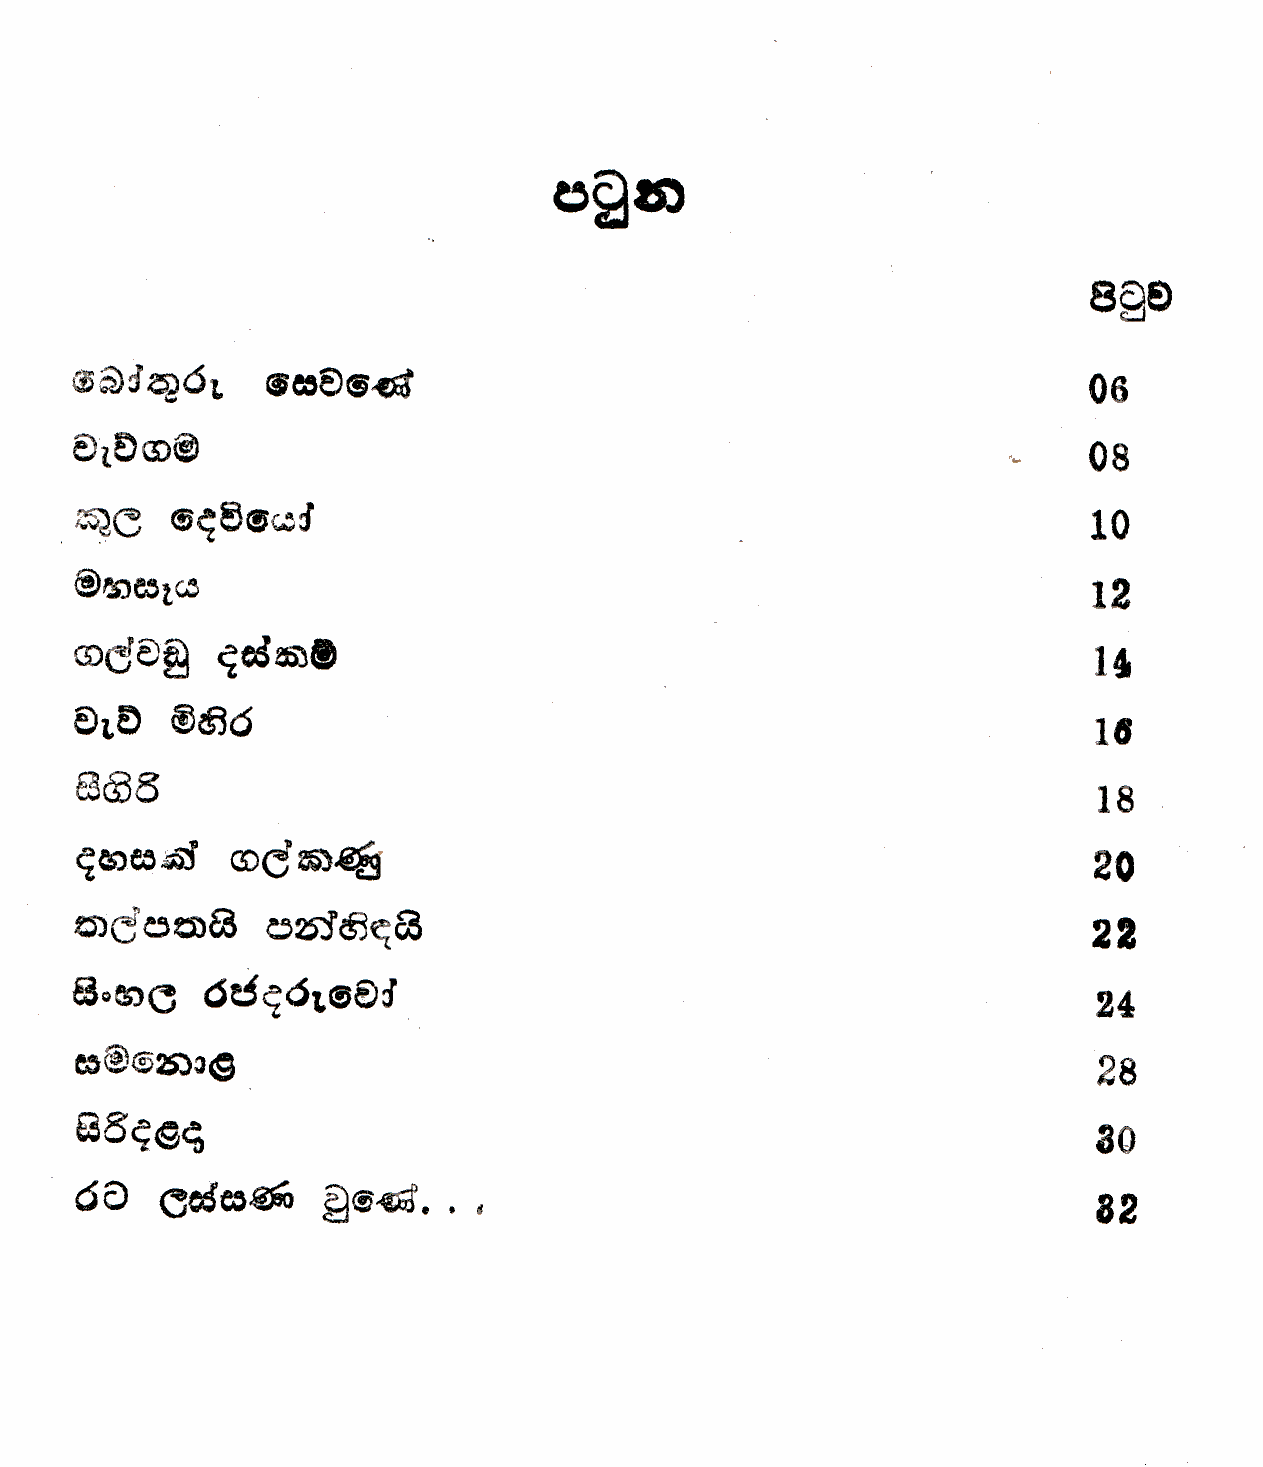 පටුන
පිටුව
බෝතුරු සෙවණේ 06
වැව්ගම 08
කුල දෙවියෝ 10
මහසෑය 12
ගල්වඩු දස්කම් 14
වැව් මිහිර 16
සීගිරි 18
දහසක් ගල්කණු 20
තල්පතයි පන්හිඳයි 22
සිංහල රජදරුවෝ 24
සමනොළ 28
සිරිදළදා 30
රට ලස්සණ වුණේ... 32